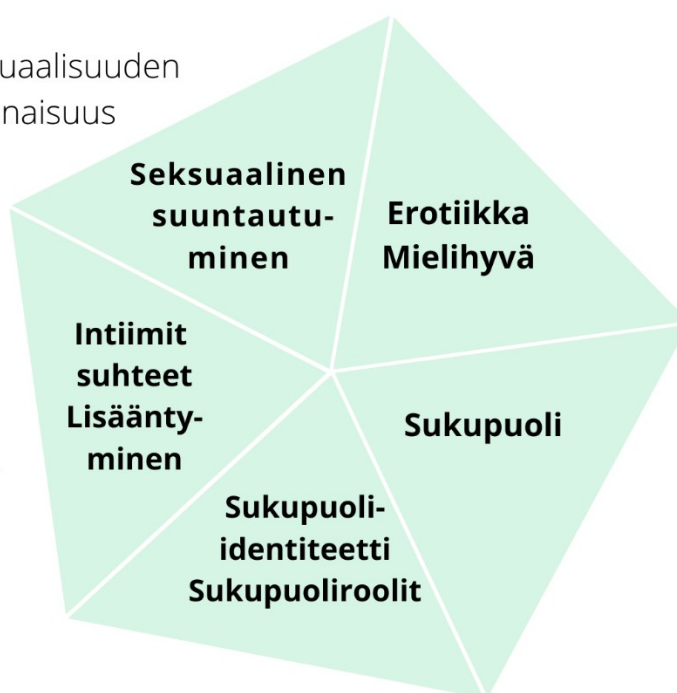 uaalisuuden
naisuus
Seksuaalinen
suuntautu-
minen
Erotiikka
Mielihyvä
Intiimit
suhteet
Lisäänty-
minen
Sukupuoli
Sukupuoli-
identiteetti
Sukupuoliroolit